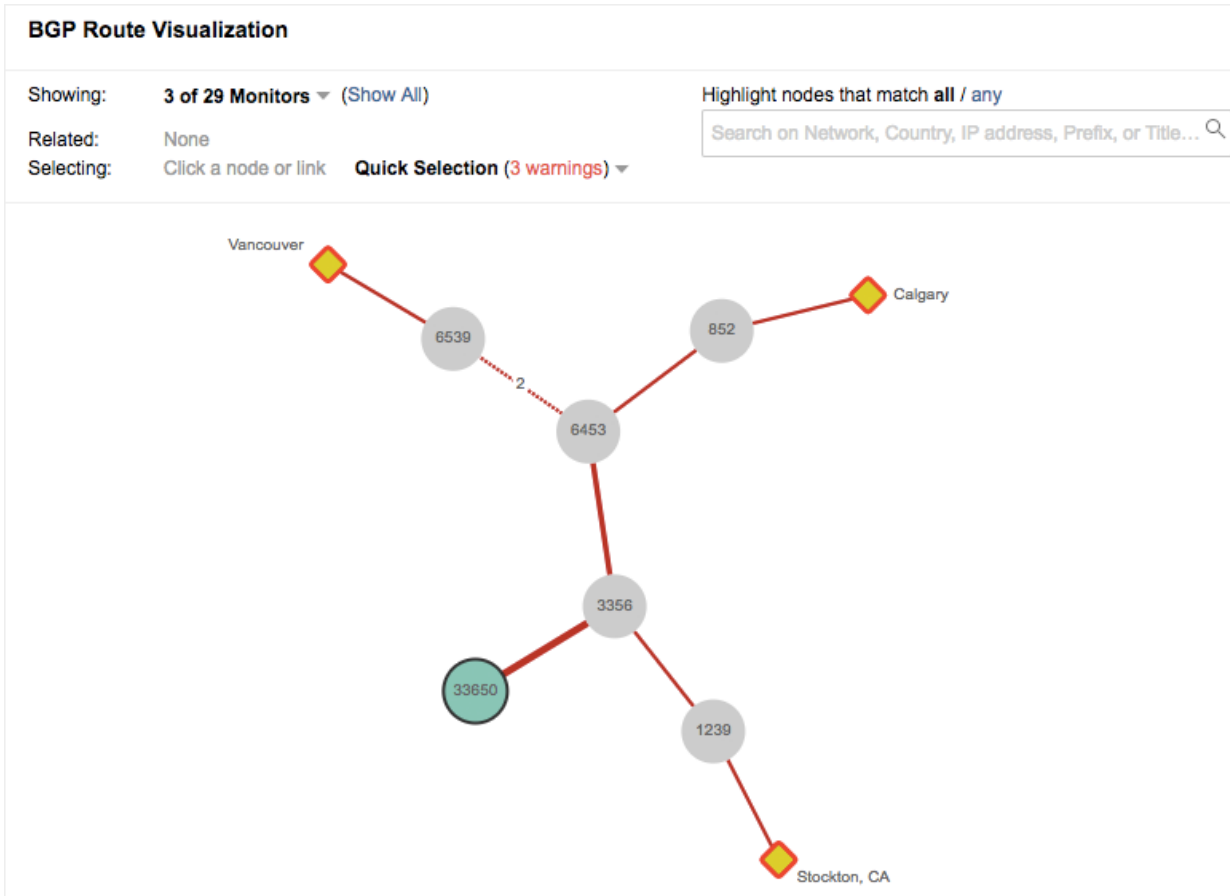 BGP Route Visualization
Showing: 3 of 29 Monitors (Show All)
Highlight nodes that match all / any
Search on Network, Country, IP address, Prefix, or Title...
Related: None
Selecting: Click a node or link Quick Selection (3 warnings)
Vancouver
Calgary
852
6539
2
6453
3356
33650
1239
Stockton, CA